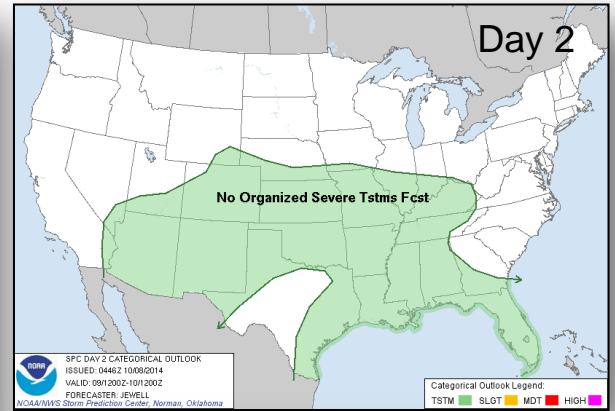 Day 2
No Organized Severe Tstms Fcst
NOAA
SPC DAY 2 CATEGORICAL OUTLOOK
ISSUED: 0446Z 10/08/2014
VALID: 09/1200Z-10/1200Z
FORECASTER: JEWELL
NOAA/NWS Storm Prediction Center, Norman, Oklahoma
Categorical Outlook Legend:
TSTM SLGT MDT HIGH